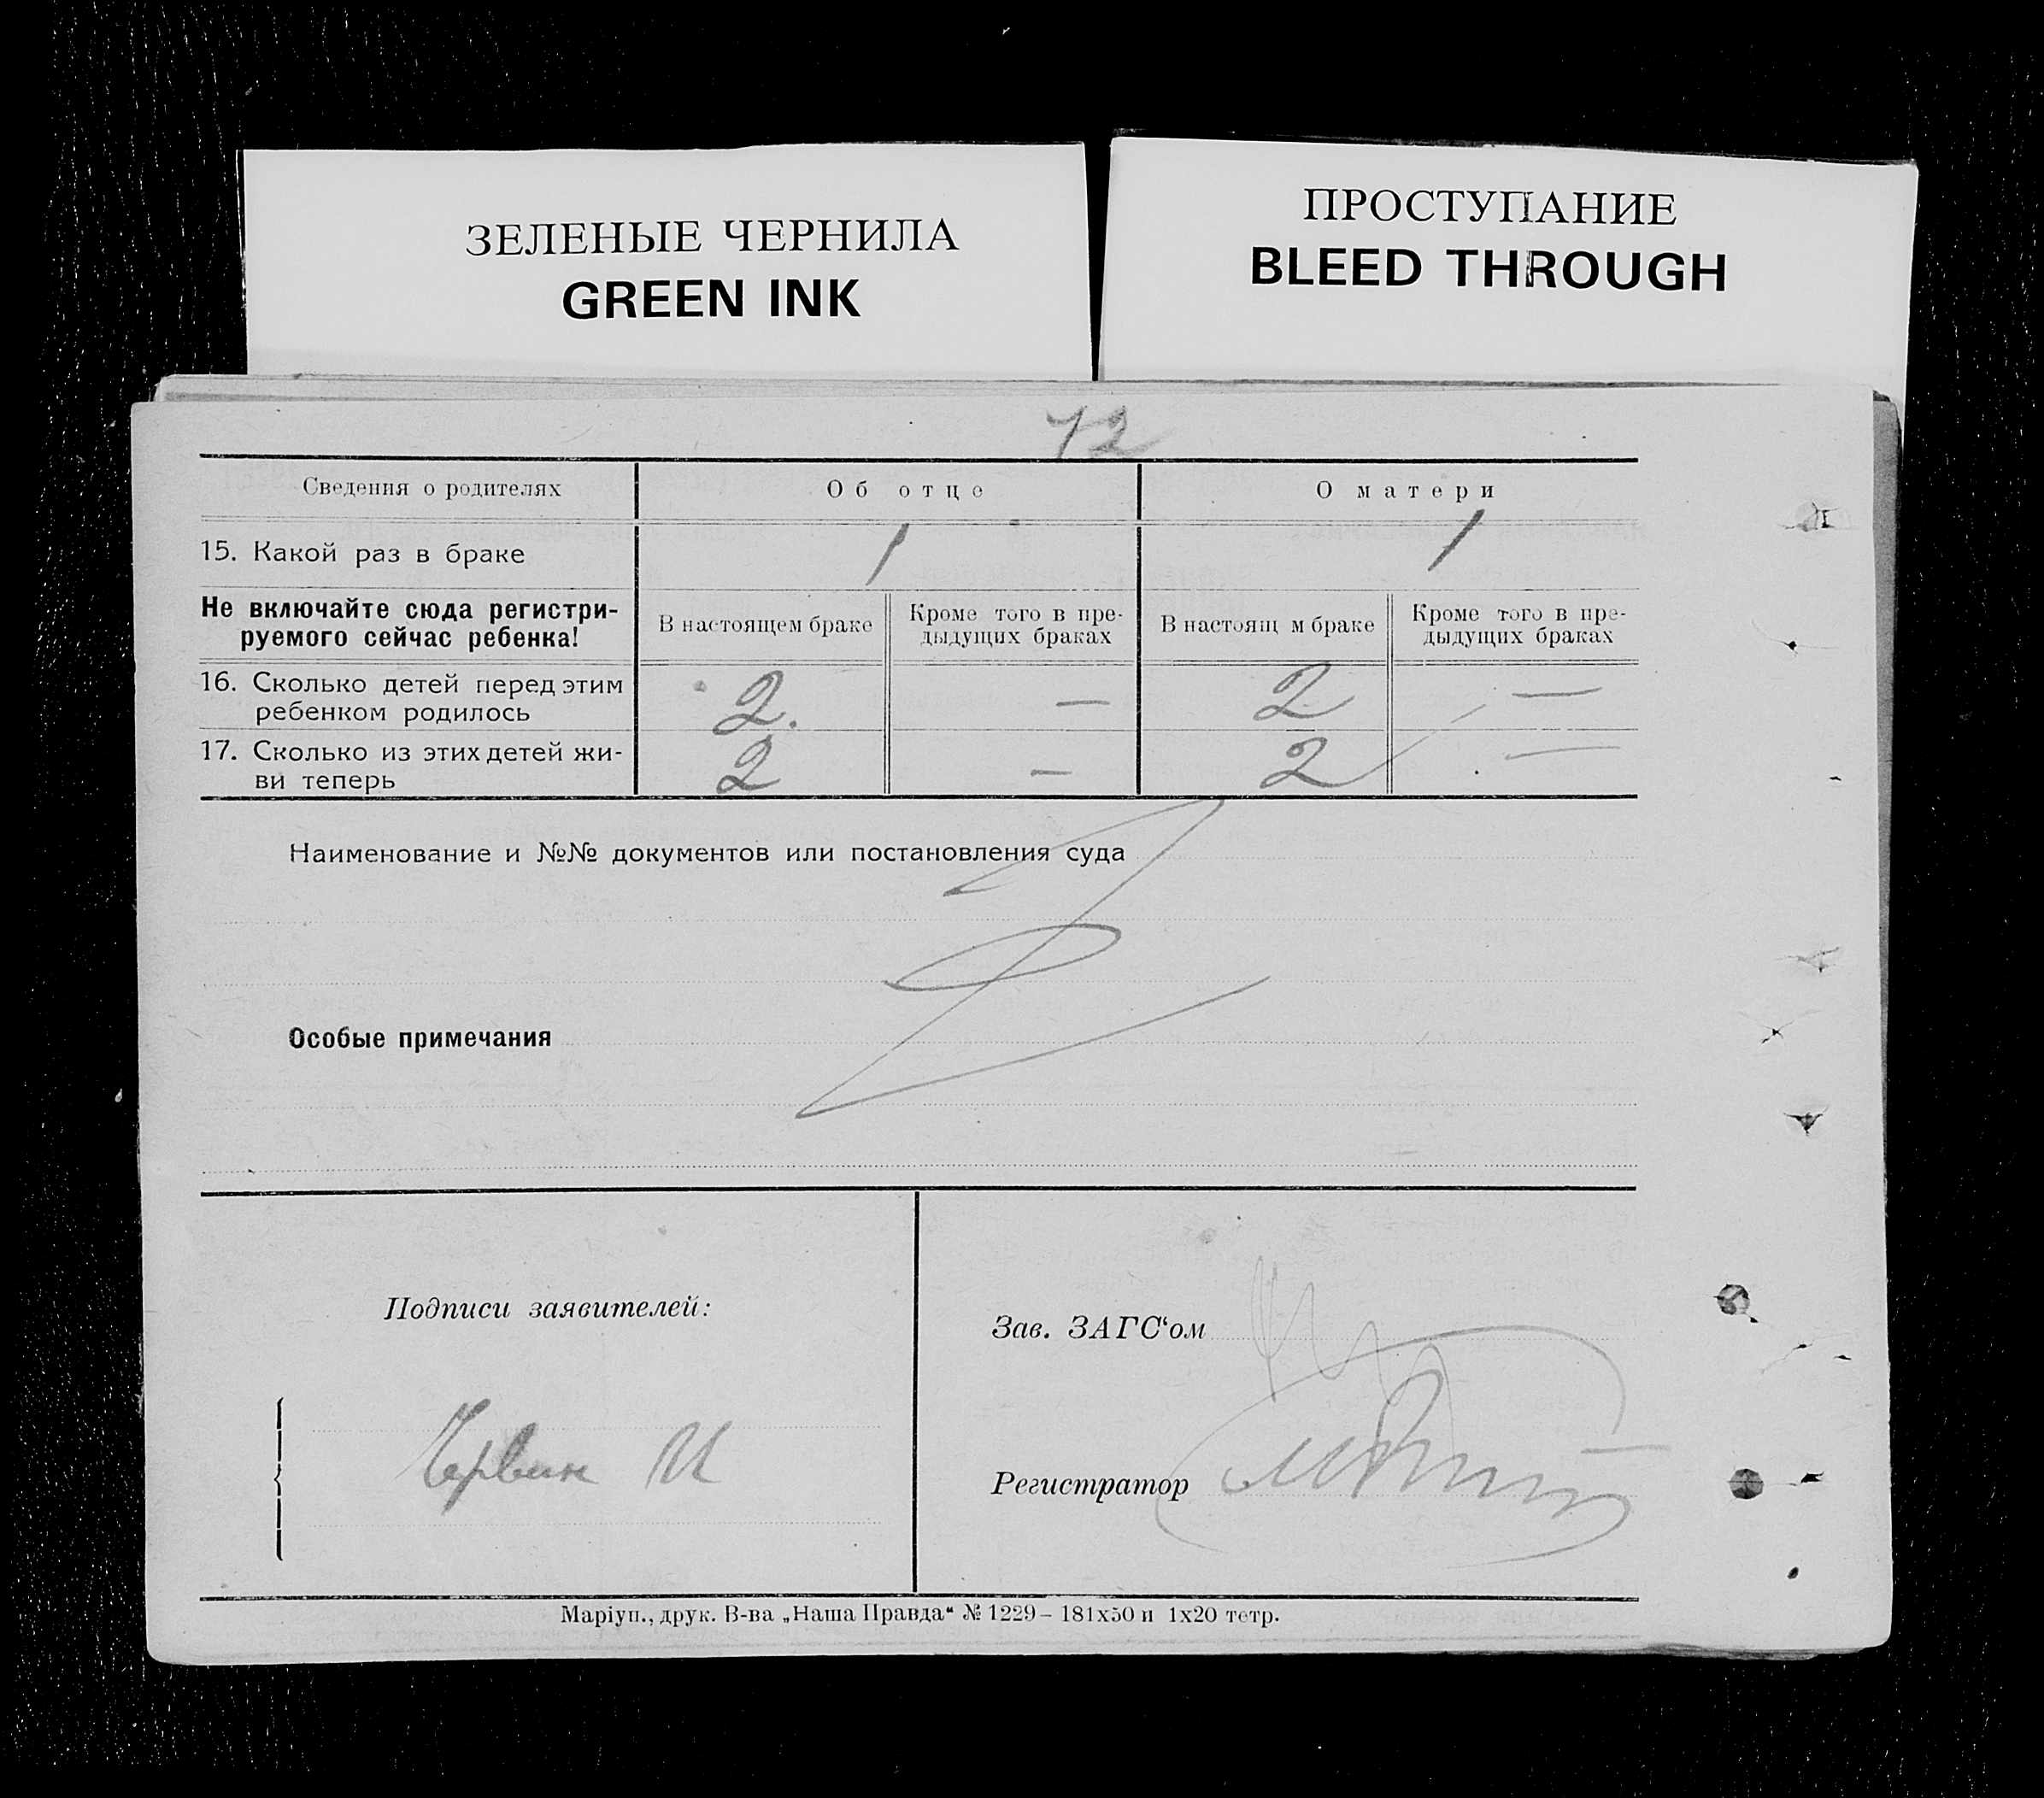 ЗЕЛЕНЫЕ ЧЕРНИЛА
GREEN INK
ПРОСТУПАНИЕ
BLEED THROUGH
72
Сведения о родителях Об отце О матери
15. Какой раз в браке 1 1
Не включайте сюда регистри-
руемого сейчас ребенка!
В настоящем браке
Кроме того в пре-
дыдущих браках
В настоящ м браке
Кроме того в пре-
дыдущих браках
16. Сколько детей перед этим
ребенком родилось
2. — 2 —
17. Сколько из этих детей жи-
ви теперь
2 — 2 —
Наименование и №№ документов или постановления суда
Особые примечания
Подписи заявителей:
Червин И
Зав. ЗАГС‘ом
Регистратор
Маріуп., друк. В-ва „Наша Правда“ № 1229 – 181х50 и 1х20 тетр.